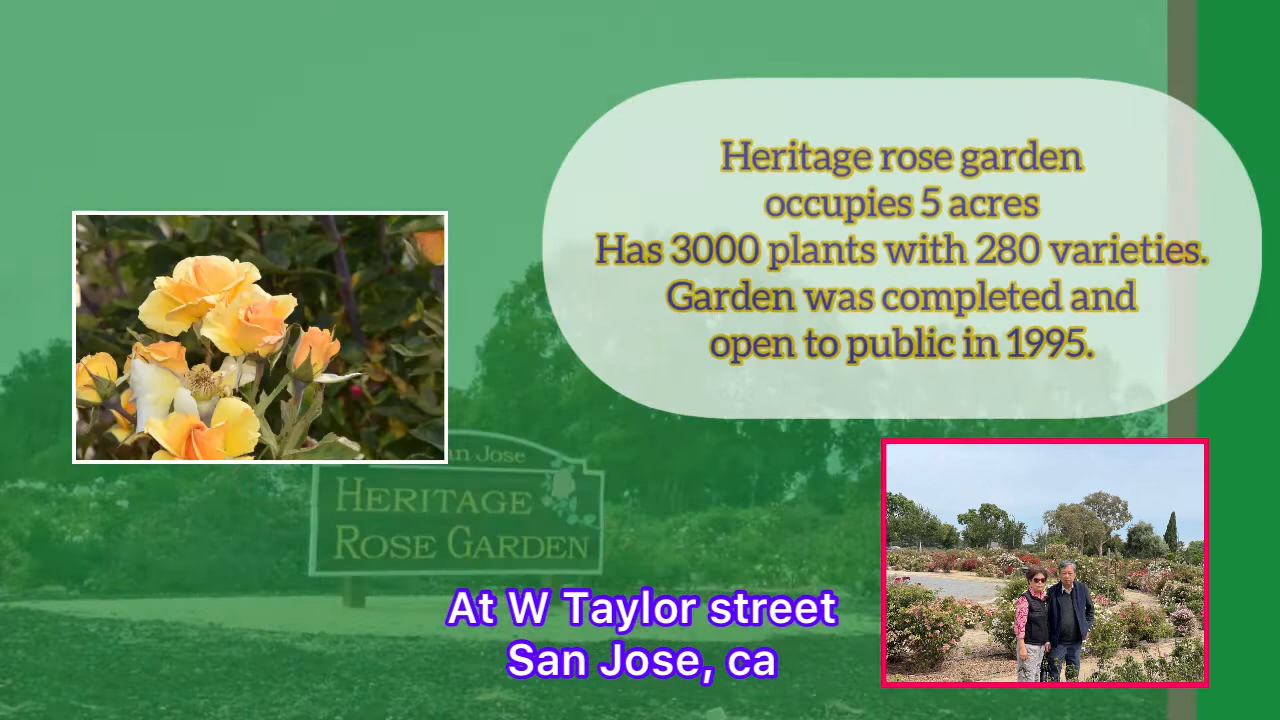 Heritage rose garden
occupies 5 acres
Has 3000 plants with 280 varieties.
Garden was completed and
open to public in 1995.
Jose
HERITAGE
ROSE GARDEN
At W Taylor street
San Jose, ca